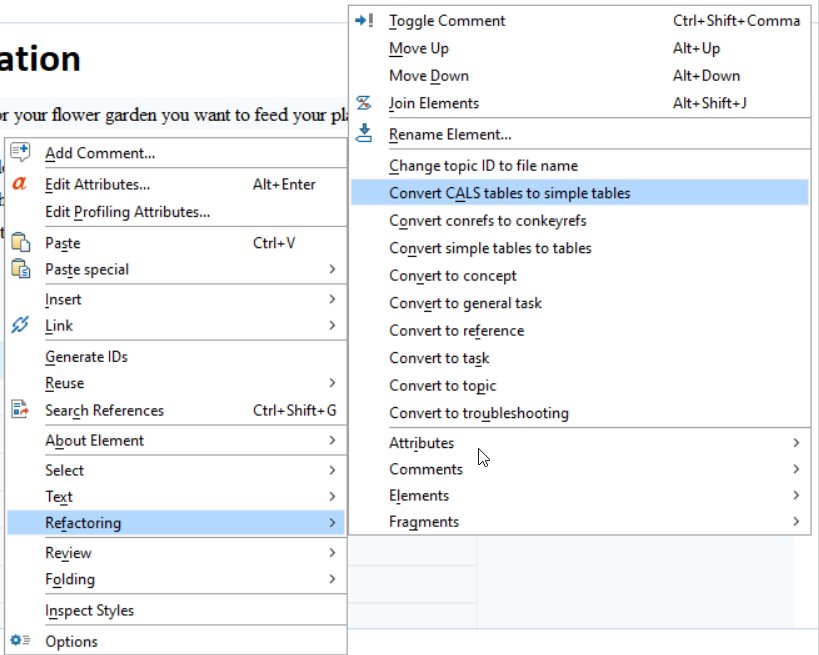 ation
or your flower garden you want to feed your pla
Add Comment...
Edit Attributes... Alt+Enter
Edit Profiling Attributes...
Paste Ctrl+V
Paste special
Insert
Link
Generate IDs
Reuse
Search References Ctrl+Shift+G
About Element
Select
Text
Refactoring
Review
Folding
Inspect Styles
Options
Toggle Comment Ctrl+Shift+Comma
Move Up Alt+Up
Move Down Alt+Down
Join Elements Alt+Shift+J
Rename Element...
Change topic ID to file name
Convert CALS tables to simple tables
Convert conrefs to conkeyrefs
Convert simple tables to tables
Convert to concept
Convert to general task
Convert to reference
Convert to task
Convert to topic
Convert to troubleshooting
Attributes
Comments
Elements
Fragments